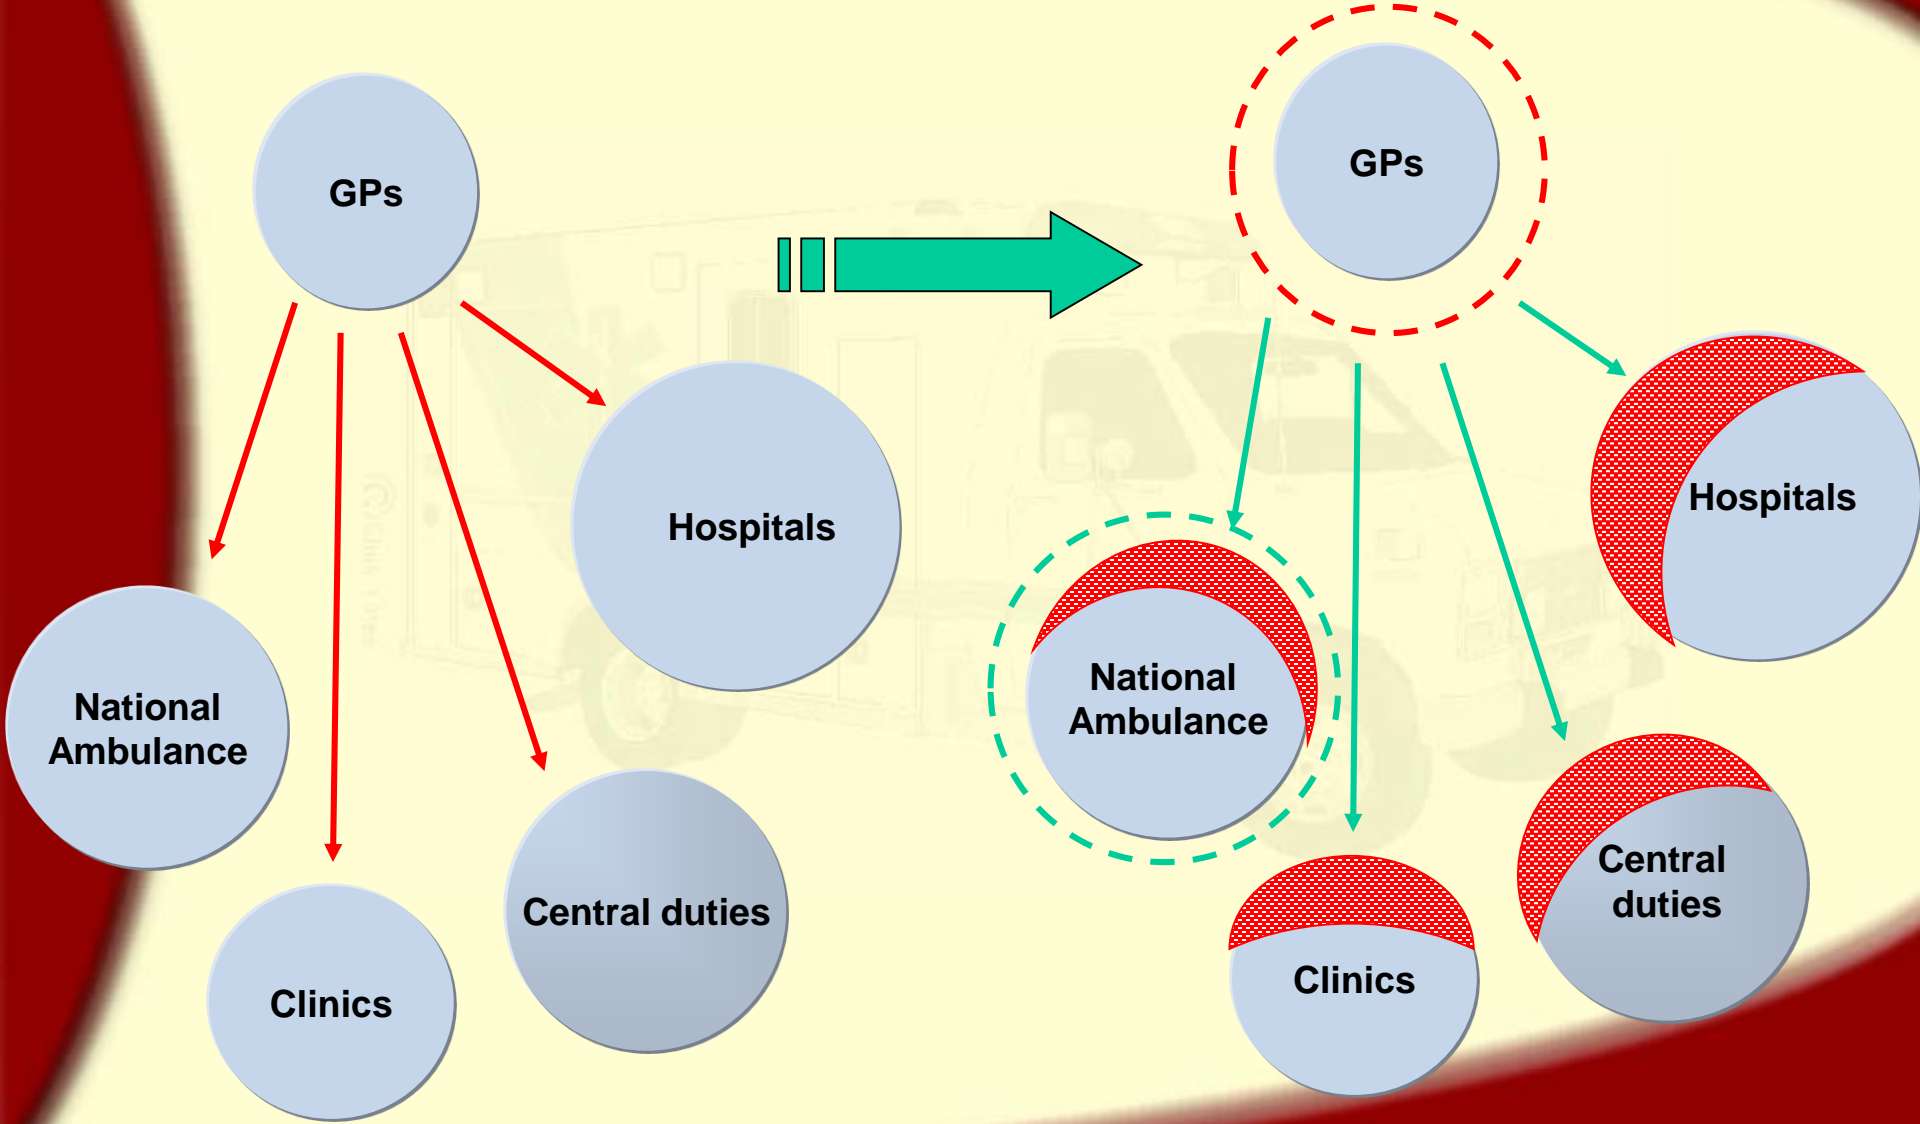 GPs
Hospitals
National
Ambulance
Central duties
Clinics
GPs
Hospitals
National
Ambulance
Central
duties
Clinics